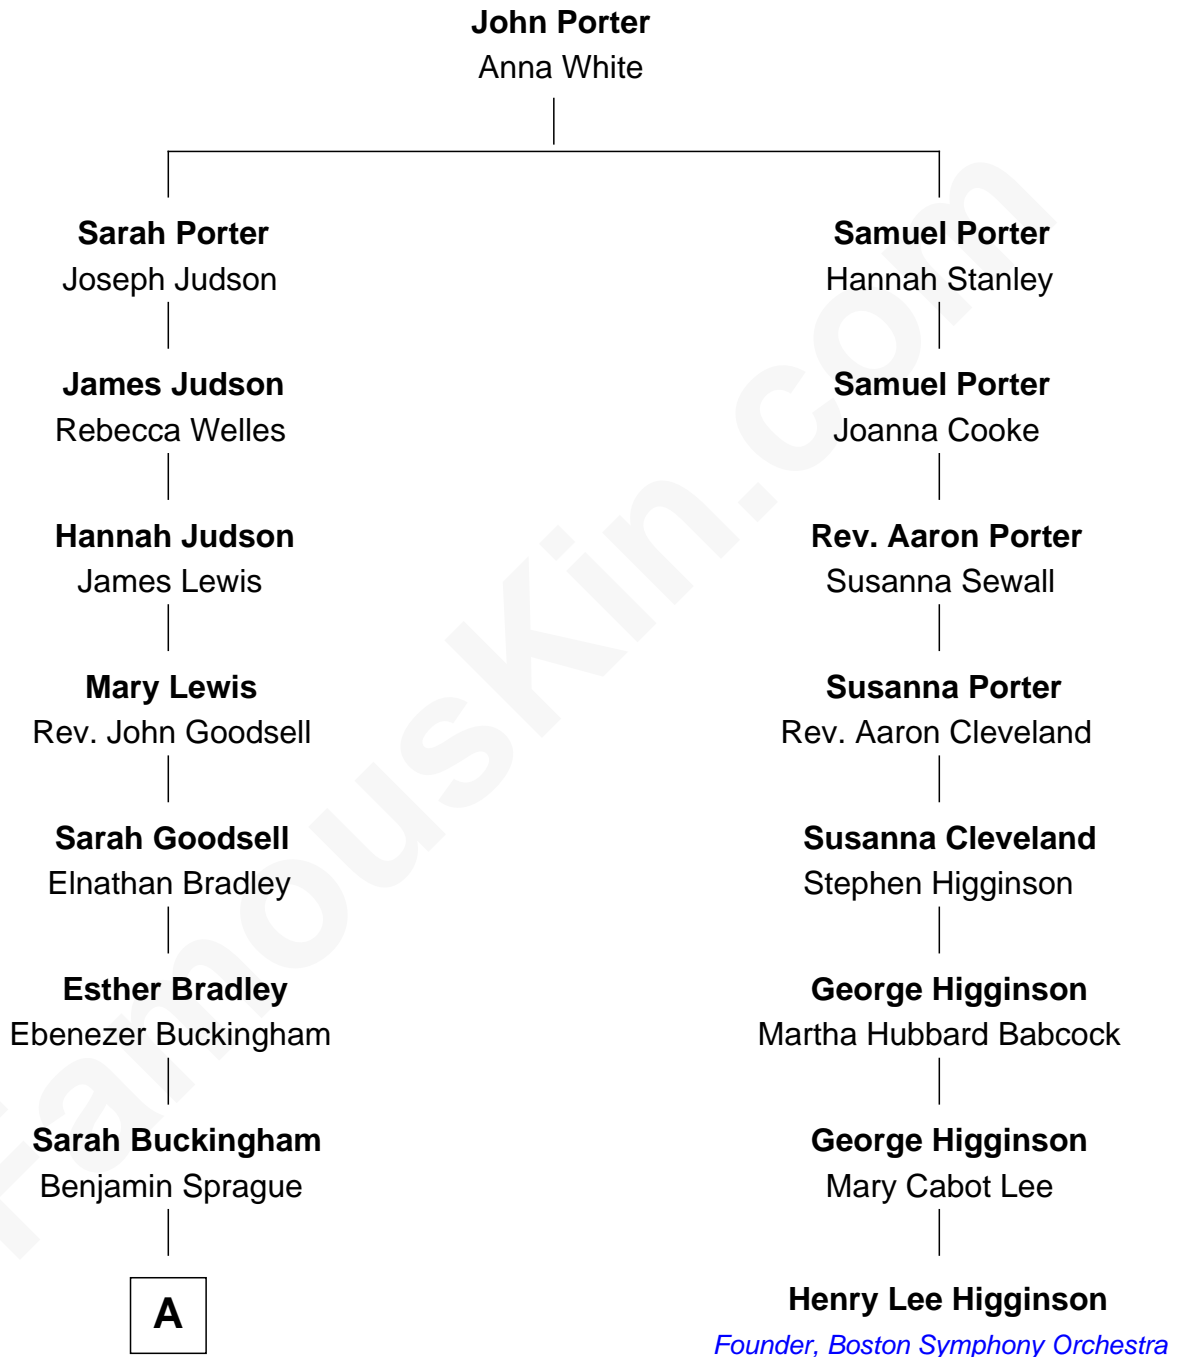 John Porter
Anna White
Sarah Porter
Joseph Judson
Samuel Porter
Hannah Stanley
James Judson
Rebecca Welles
Samuel Porter
Joanna Cooke
Hannah Judson
James Lewis
Rev. Aaron Porter
Susanna Sewall
Mary Lewis
Rev. John Goodsell
Susanna Porter
Rev. Aaron Cleveland
Sarah Goodsell
Elnathan Bradley
Susanna Cleveland
Stephen Higginson
Esther Bradley
Ebenezer Buckingham
George Higginson
Martha Hubbard Babcock
Sarah Buckingham
Benjamin Sprague
George Higginson
Mary Cabot Lee
A
Henry Lee Higginson
Founder, Boston Symphony Orchestra
FamousKin.com